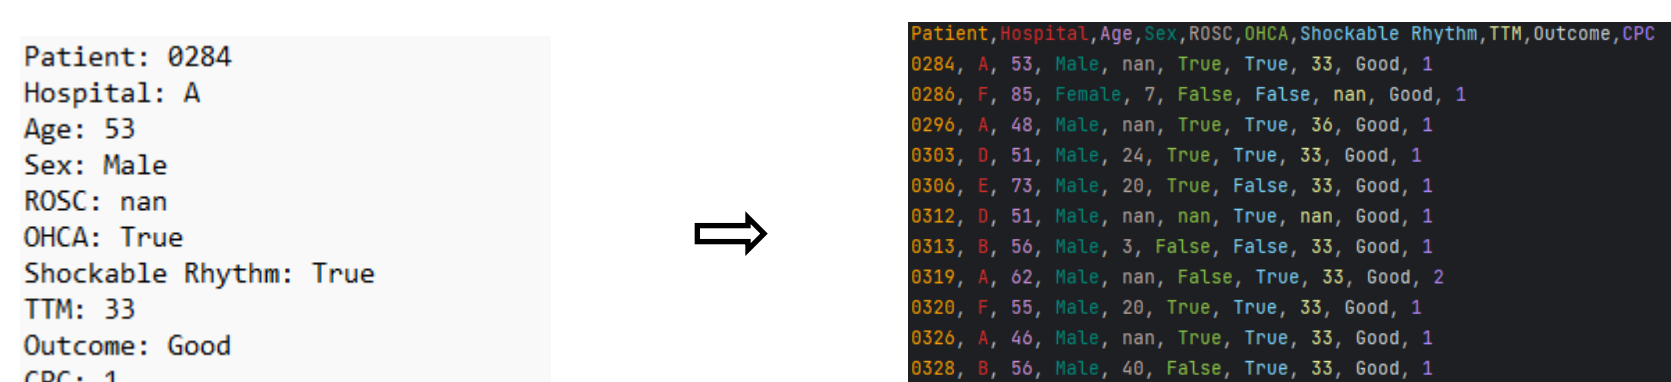 Patient: 0284
Hospital: A
Age: 53
Sex: Male
ROSC: nan
OHCA: True
Shockable Rhythm: True
TTM: 33
Outcome: Good
CPC: 1
Patient,Hospital,Age,Sex,ROSC,OHCA,Shockable Rhythm,TTM,Outcome,CPC
0284, A, 53, Male, nan, True, True, 33, Good, 1
0286, F, 85, Female, 7, False, False, nan, Good, 1
0296, A, 48, Male, nan, True, True, 36, Good, 1
0303, D, 51, Male, 24, True, True, 33, Good, 1
0306, E, 73, Male, 20, True, False, 33, Good, 1
0312, D, 51, Male, nan, nan, True, nan, Good, 1
0313, B, 56, Male, 3, False, False, 33, Good, 1
0319, A, 62, Male, nan, False, True, 33, Good, 2
0320, F, 55, Male, 20, True, True, 33, Good, 1
0326, A, 46, Male, nan, True, True, 33, Good, 1
0328, B, 56, Male, 40, False, True, 33, Good, 1